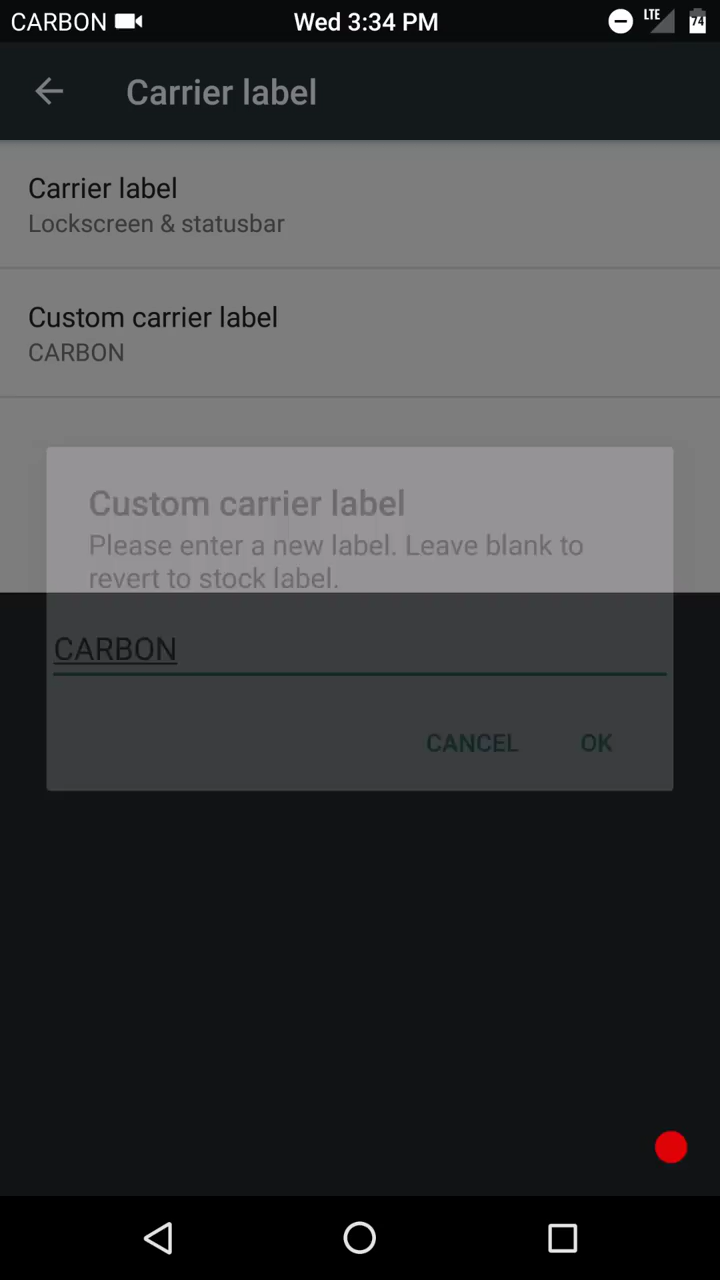 CARBON Wed 3:34 PM LTE 74
Carrier label
Carrier label
Lockscreen & statusbar
Custom carrier label
CARBON
Custom carrier label
Please enter a new label. Leave blank to
revert to stock label.
CARBON
CANCEL OK